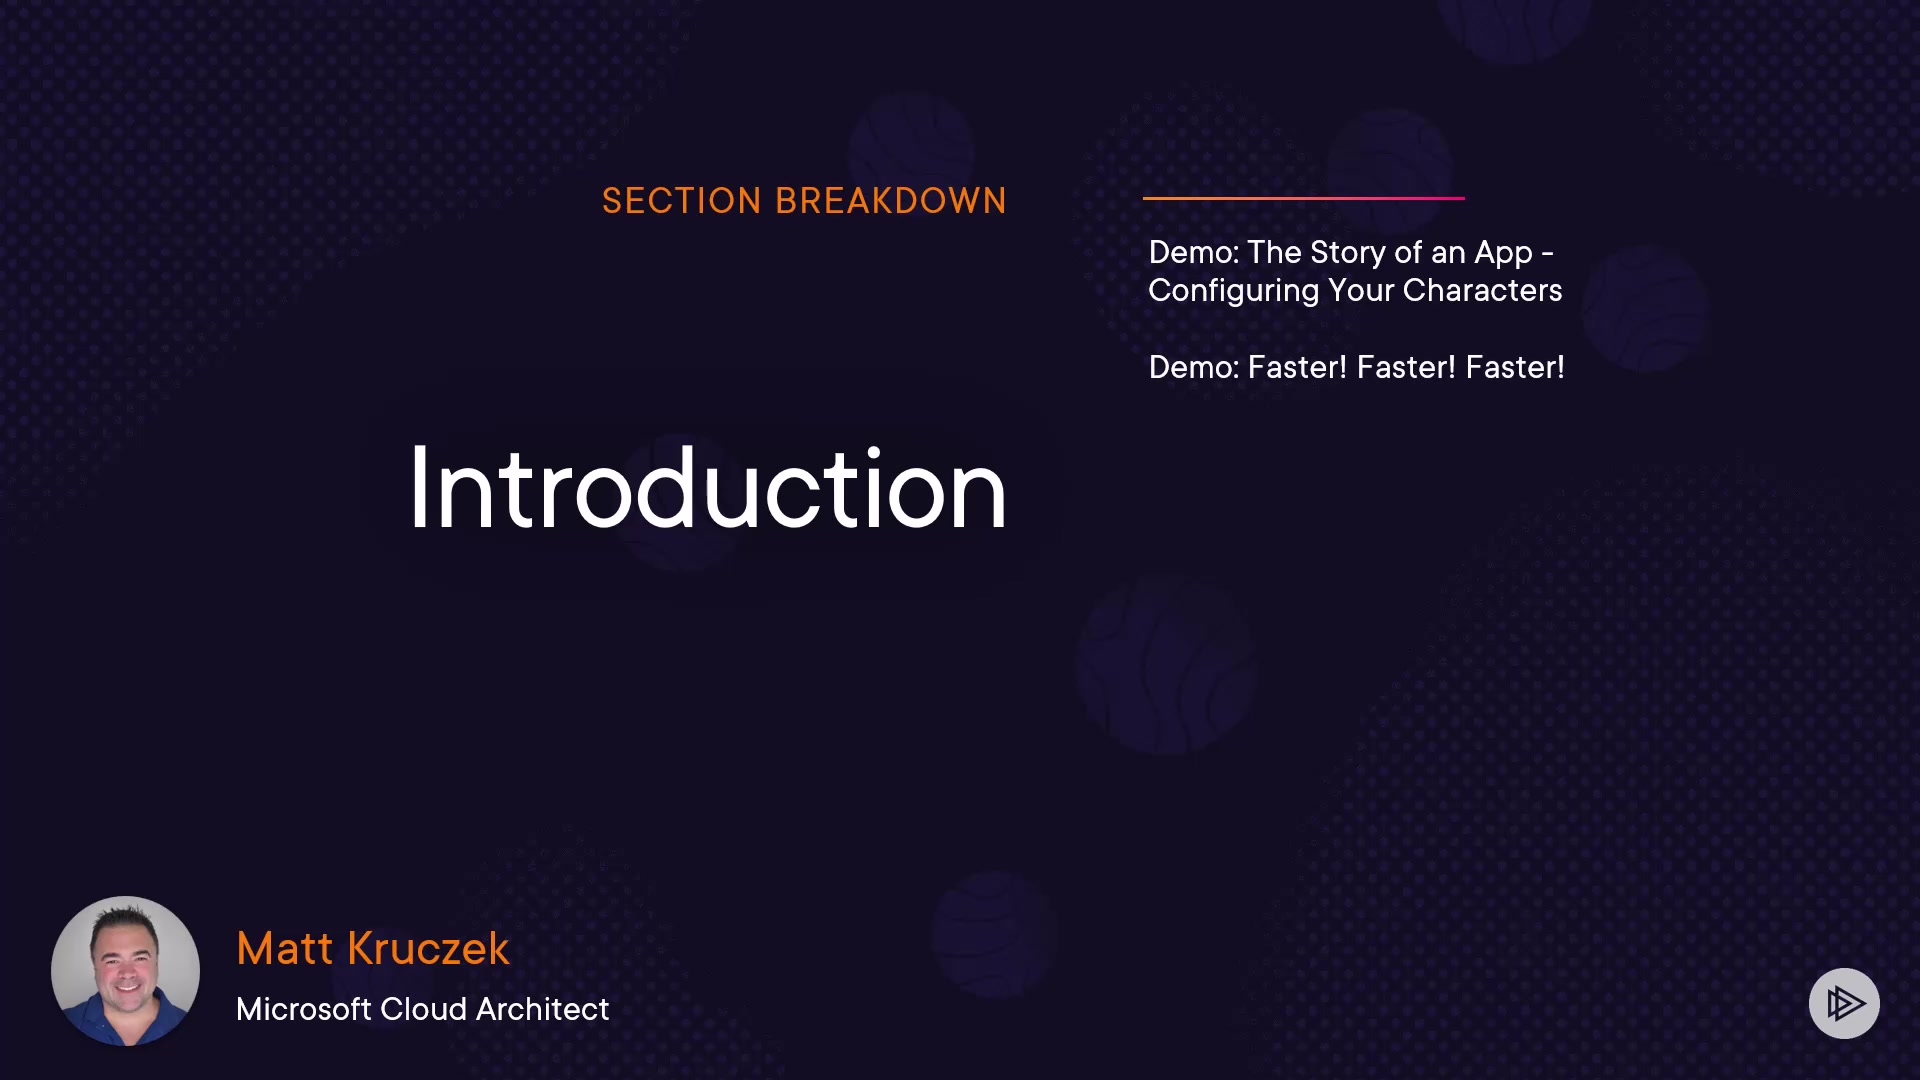 SECTION BREAKDOWN
Introduction
Demo: The Story of an App -
Configuring Your Characters
Demo: Faster! Faster! Faster!
Matt Kruczek
Microsoft Cloud Architect